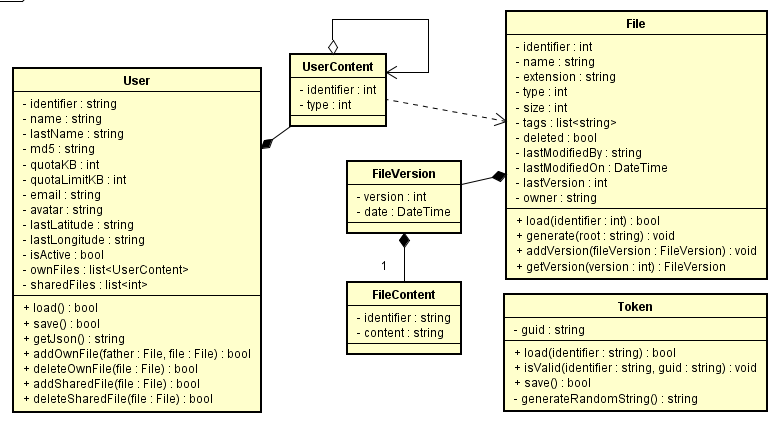 User
- identifier : string
- name : string
- lastName : string
- md5 : string
- quotaKB : int
- quotaLimitKB : int
- email : string
- avatar : string
- lastLatitude : string
- lastLongitude : string
- isActive : bool
- ownFiles : list<UserContent>
- sharedFiles : list<int>
+ load() : bool
+ save() : bool
+ getJson() : string
+ addOwnFile(father : File, file : File) : bool
+ deleteOwnFile(file : File) : bool
+ addSharedFile(file : File) : bool
+ deleteSharedFile(file : File) : bool
UserContent
- identifier : int
- type : int
FileVersion
- version : int
- date : DateTime
1
FileContent
- identifier : string
- content : string
File
- identifier : int
- name : string
- extension : string
- type : int
- size : int
- tags : list<string>
- deleted : bool
- lastModifiedBy : string
- lastModifiedOn : DateTime
- lastVersion : int
- owner : string
+ load(identifier : int) : bool
+ generate(root : string) : void
+ addVersion(fileVersion : FileVersion) : void
+ getVersion(version : int) : FileVersion
Token
- guid : string
+ load(identifier : string) : bool
+ isValid(identifier : string, guid : string) : void
+ save() : bool
- generateRandomString() : string